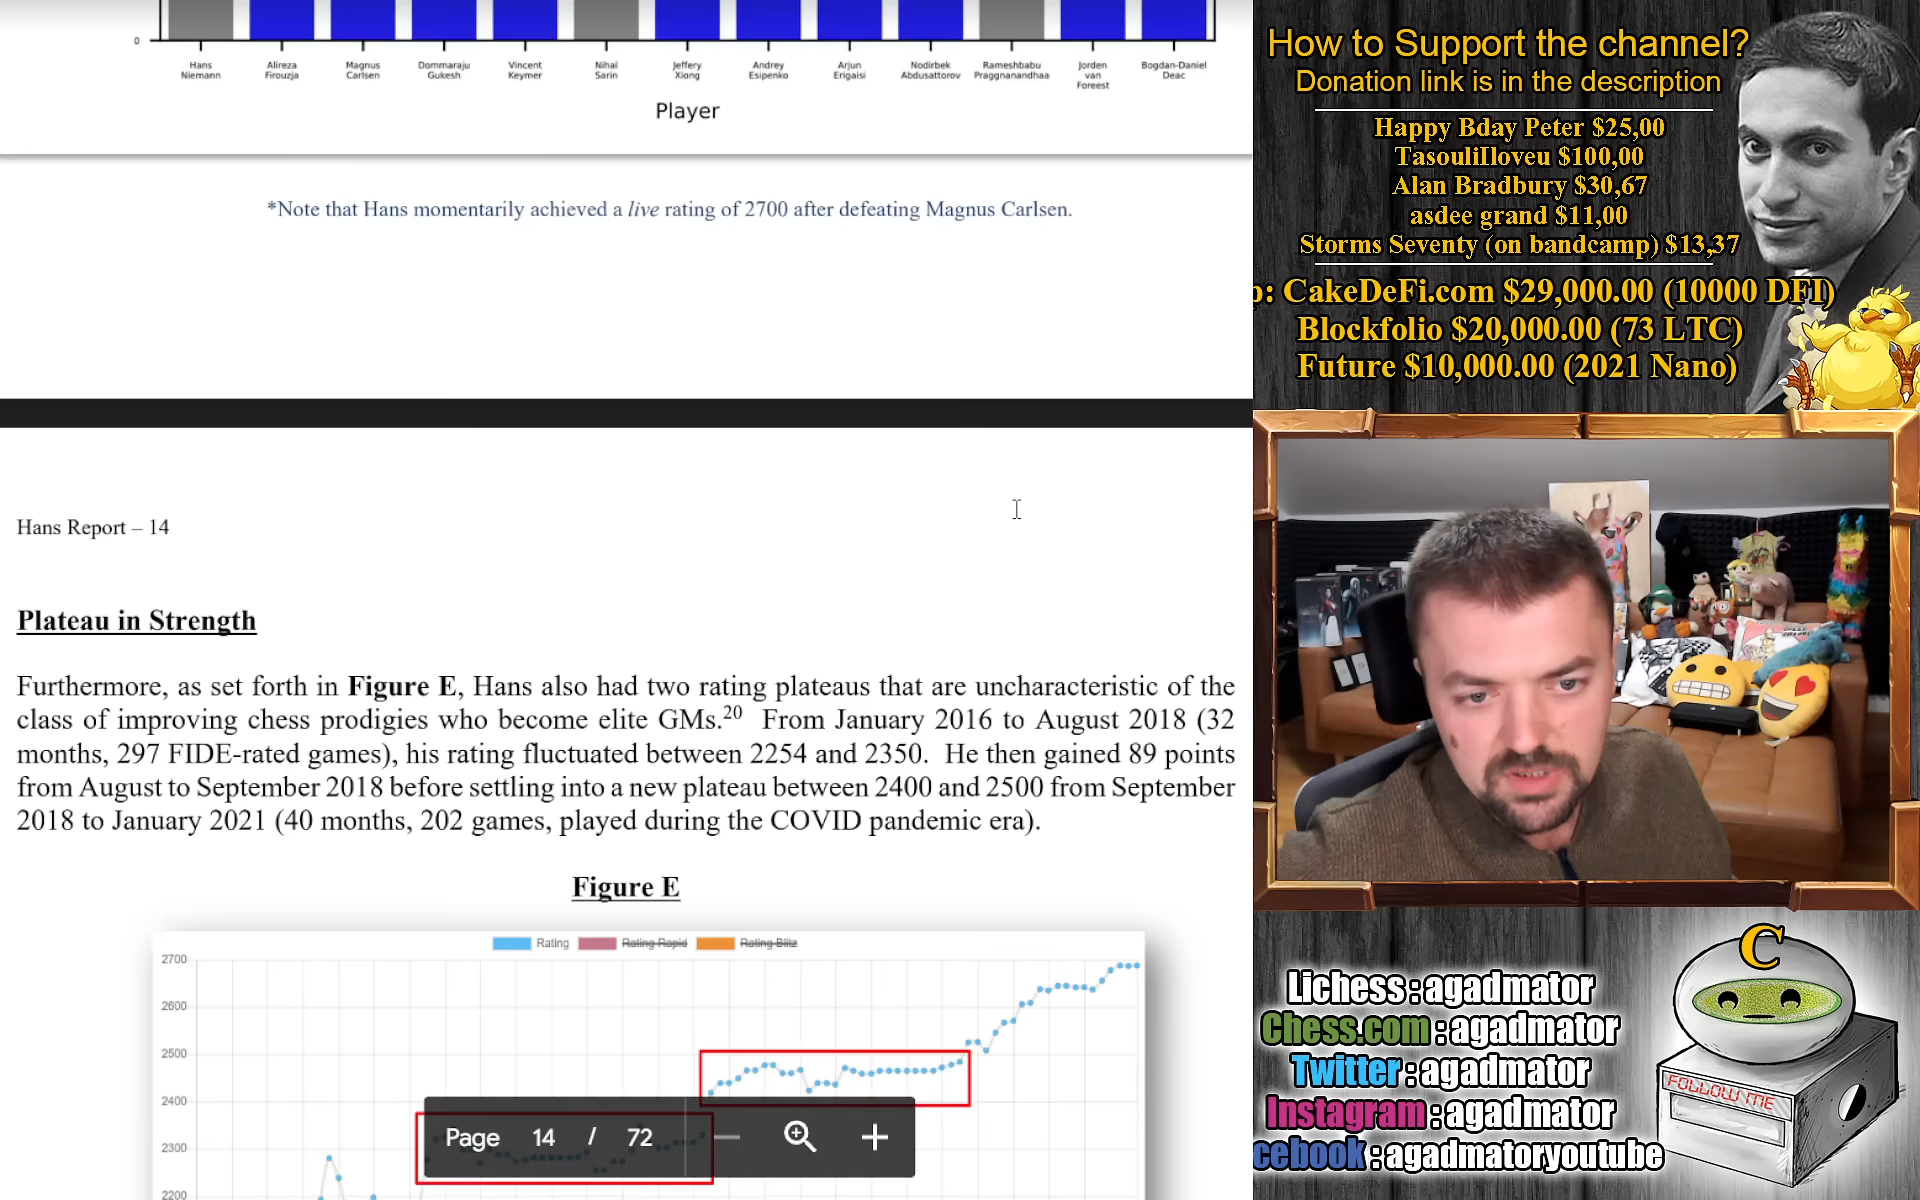 0
Hans Niemann
Alireza Firouzja
Magnus Carlsen
Dommaraju Gukesh
Vincent Keymer
Nihal Sarin
Jeffery Xiong
Andrey Esipenko
Arjun Erigaisi
Nodirbek Abdusattorov
Rameshbabu Praggnanandhaa
Jorden van Foreest
Bogdan-Daniel Deac
Player
*Note that Hans momentarily achieved a live rating of 2700 after defeating Magnus Carlsen.
Hans Report – 14
Plateau in Strength
Furthermore, as set forth in Figure E, Hans also had two rating plateaus that are uncharacteristic of the
class of improving chess prodigies who become elite GMs.20 From January 2016 to August 2018 (32
months, 297 FIDE-rated games), his rating fluctuated between 2254 and 2350. He then gained 89 points
from August to September 2018 before settling into a new plateau between 2400 and 2500 from September
2018 to January 2021 (40 months, 202 games, played during the COVID pandemic era).
Figure E
Rating Rating Rapid Rating Blitz
2700
2600
2500
2400
2300
2200
Page 14 / 72
How to Support the channel?
Donation link is in the description
Happy Bday Peter $25,00
TasouliIloveu $100,00
Alan Bradbury $30,67
asdee grand $11,00
Storms Seventy (on bandcamp) $13,37
p: CakeDeFi.com $29,000.00 (10000 DFI)
Blockfolio $20,000.00 (73 LTC)
Future $10,000.00 (2021 Nano)
Lichess:agadmator
Chess.com:agadmator
Twitter:agadmator
Instagram:agadmator
cebook:agadmatoryoutube
C
FOLLOW ME